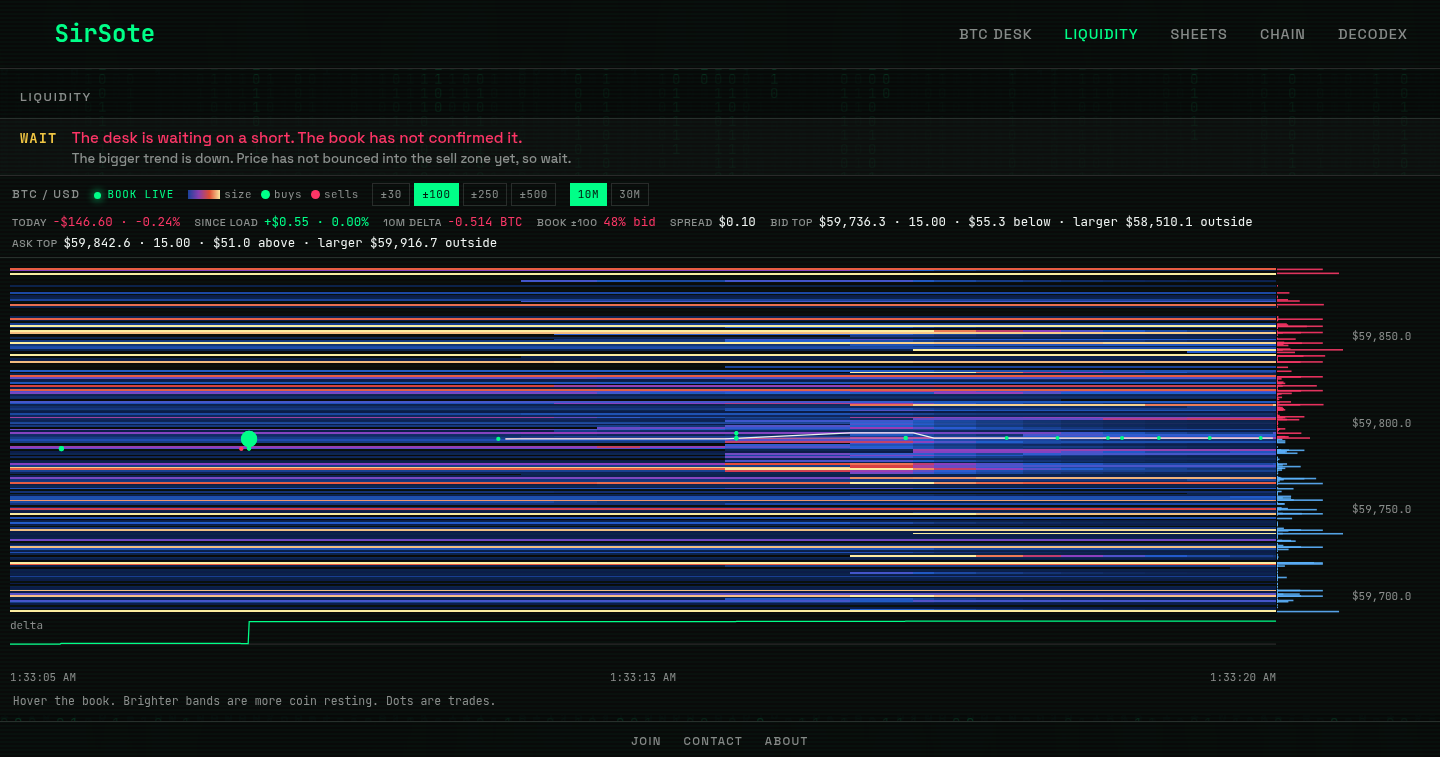 SirSote
BTC DESK LIQUIDITY SHEETS CHAIN DECODEX
LIQUIDITY
WAIT The desk is waiting on a short. The book has not confirmed it.
The bigger trend is down. Price has not bounced into the sell zone yet, so wait.
BTC / USD BOOK LIVE size buys sells ±30 ±100 ±250 ±500 10M 30M
TODAY -$146.60 · -0.24% SINCE LOAD +$0.55 · 0.00% 10M DELTA -0.514 BTC BOOK ±100 48% bid SPREAD $0.10 BID TOP $59,736.3 · 15.00 · $55.3 below · larger $58,510.1 outside
ASK TOP $59,842.6 · 15.00 · $51.0 above · larger $59,916.7 outside
$59,850.0
$59,800.0
$59,750.0
$59,700.0
delta
1:33:05 AM 1:33:13 AM 1:33:20 AM
Hover the book. Brighter bands are more coin resting. Dots are trades.
JOIN CONTACT ABOUT